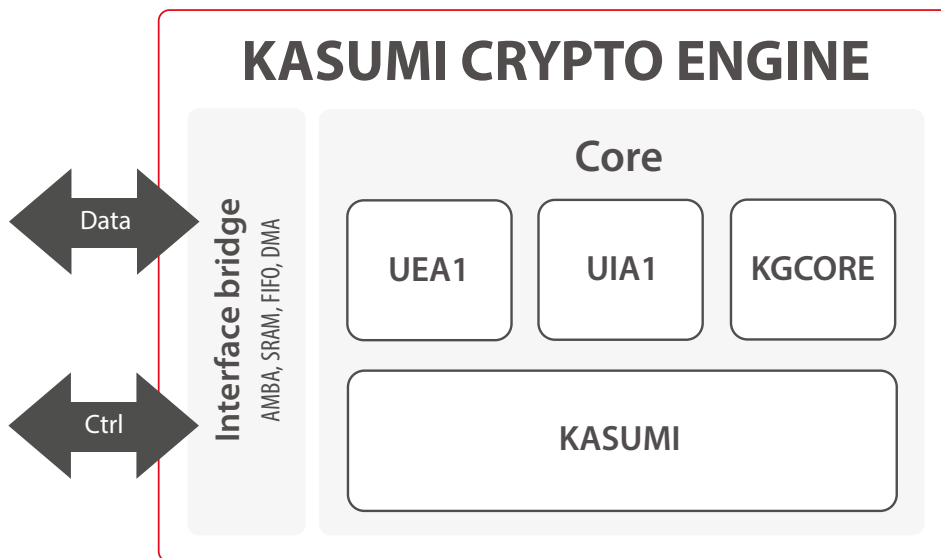 KASUMI CRYPTO ENGINE
Data
Ctrl
Interface bridge
AMBA, SRAM, FIFO, DMA
Core
UEA1
UIA1
KGCORE
KASUMI